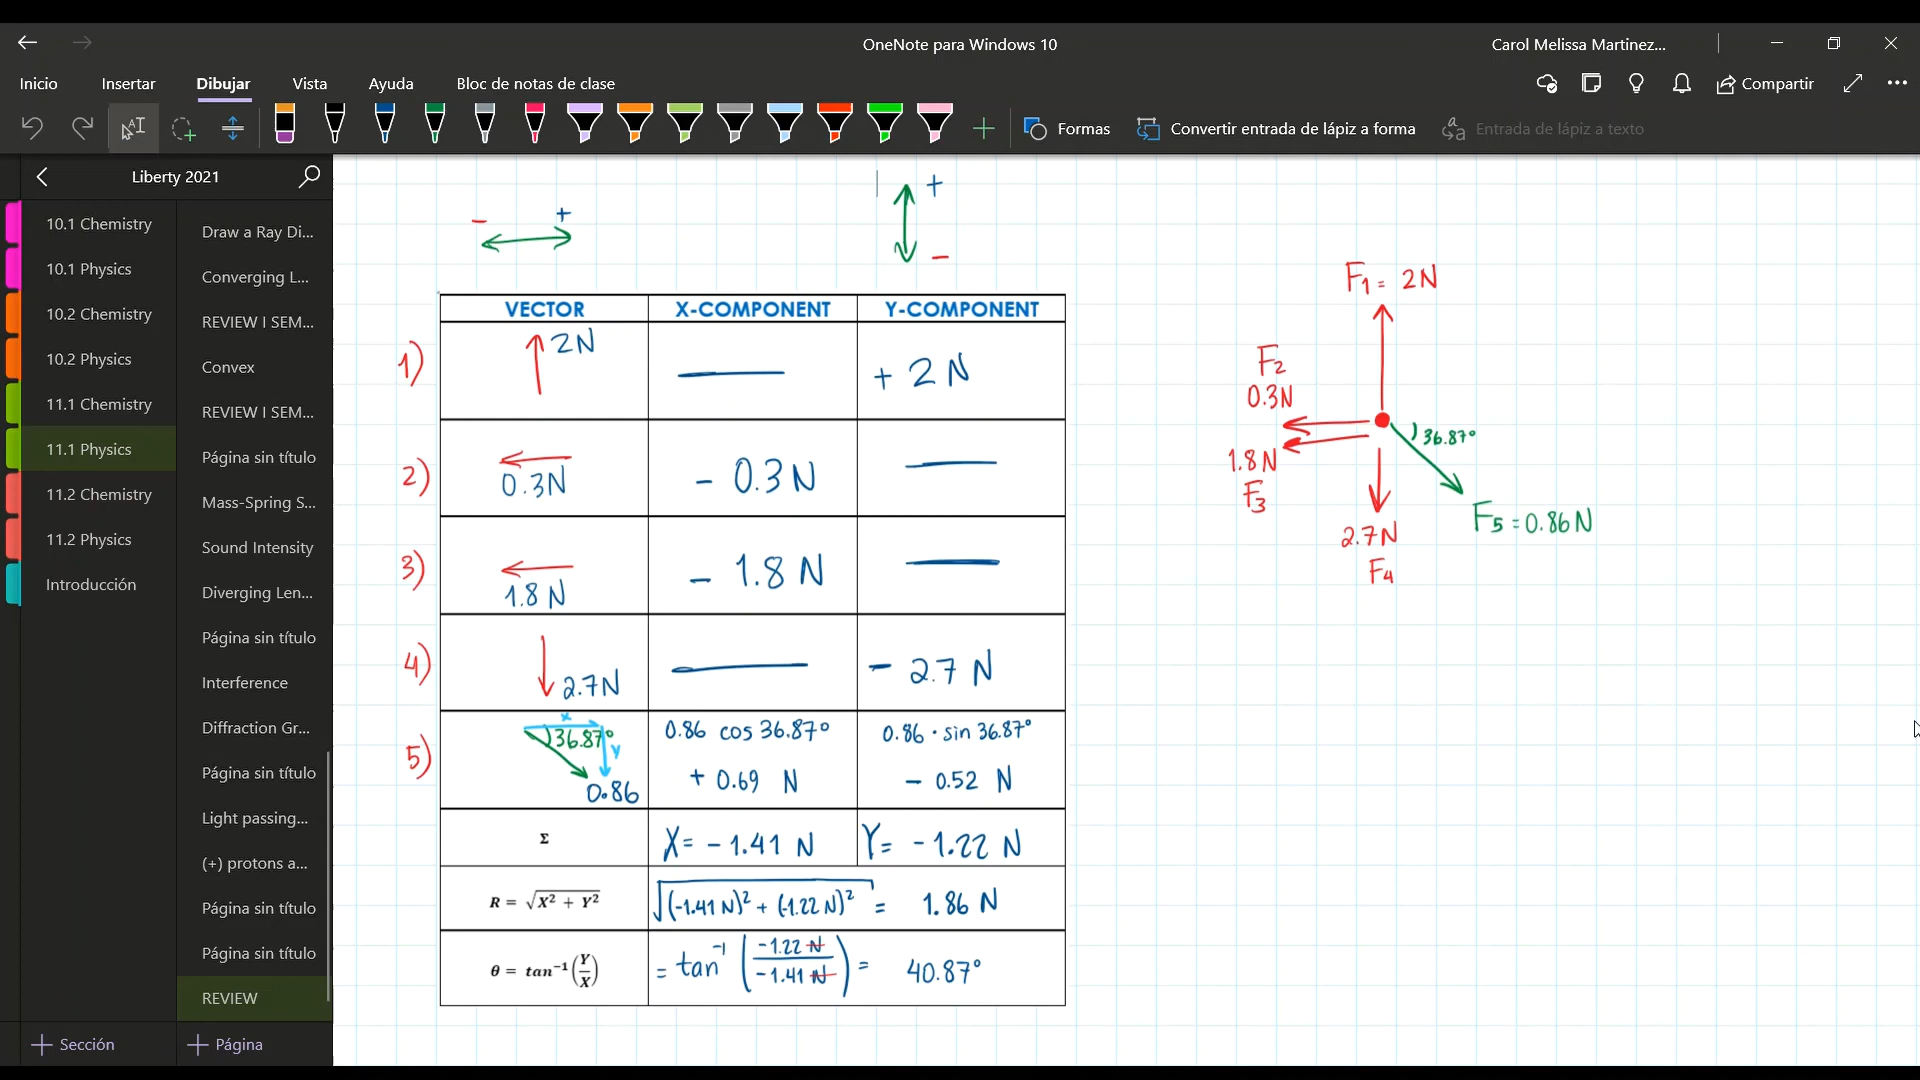 OneNote para Windows 10
Carol Melissa Martinez...
Inicio
Insertar
Dibujar
Vista
Ayuda
Bloc de notas de clase
Compartir
Formas
Convertir entrada de lápiz a forma
Entrada de lápiz a texto
Liberty 2021
10.1 Chemistry
10.1 Physics
10.2 Chemistry
10.2 Physics
11.1 Chemistry
11.1 Physics
11.2 Chemistry
11.2 Physics
Introducción
Sección
Draw a Ray Di...
Converging L...
REVIEW I SEM...
Convex
REVIEW I SEM...
Página sin título
Mass-Spring S...
Sound Intensity
Diverging Len...
Página sin título
Interference
Diffraction Gr...
Página sin título
Light passing...
(+) protons a...
Página sin título
Página sin título
REVIEW
Página
- +
+
-
VECTOR X-COMPONENT Y-COMPONENT
1) 2N + 2 N
2) 0.3N - 0.3 N
3) 1.8 N - 1.8 N
4) 2.7N - 2.7 N
5) x 36.87° y 0.86
0.86 cos 36.87°
+ 0.69 N
0.86 · sin 36.87°
- 0.52 N
Σ X= -1.41 N Y= -1.22 N
R = √X² + Y² √(-1.41 N)² + (-1.22 N)² = 1.86 N
θ = tan⁻¹(Y/X) = tan⁻¹ (-1.22 N / -1.41 N) = 40.87°
F1 = 2N
F2
0.3N
36.87°
1.8 N
F3
F5 = 0.86 N
2.7N
F4